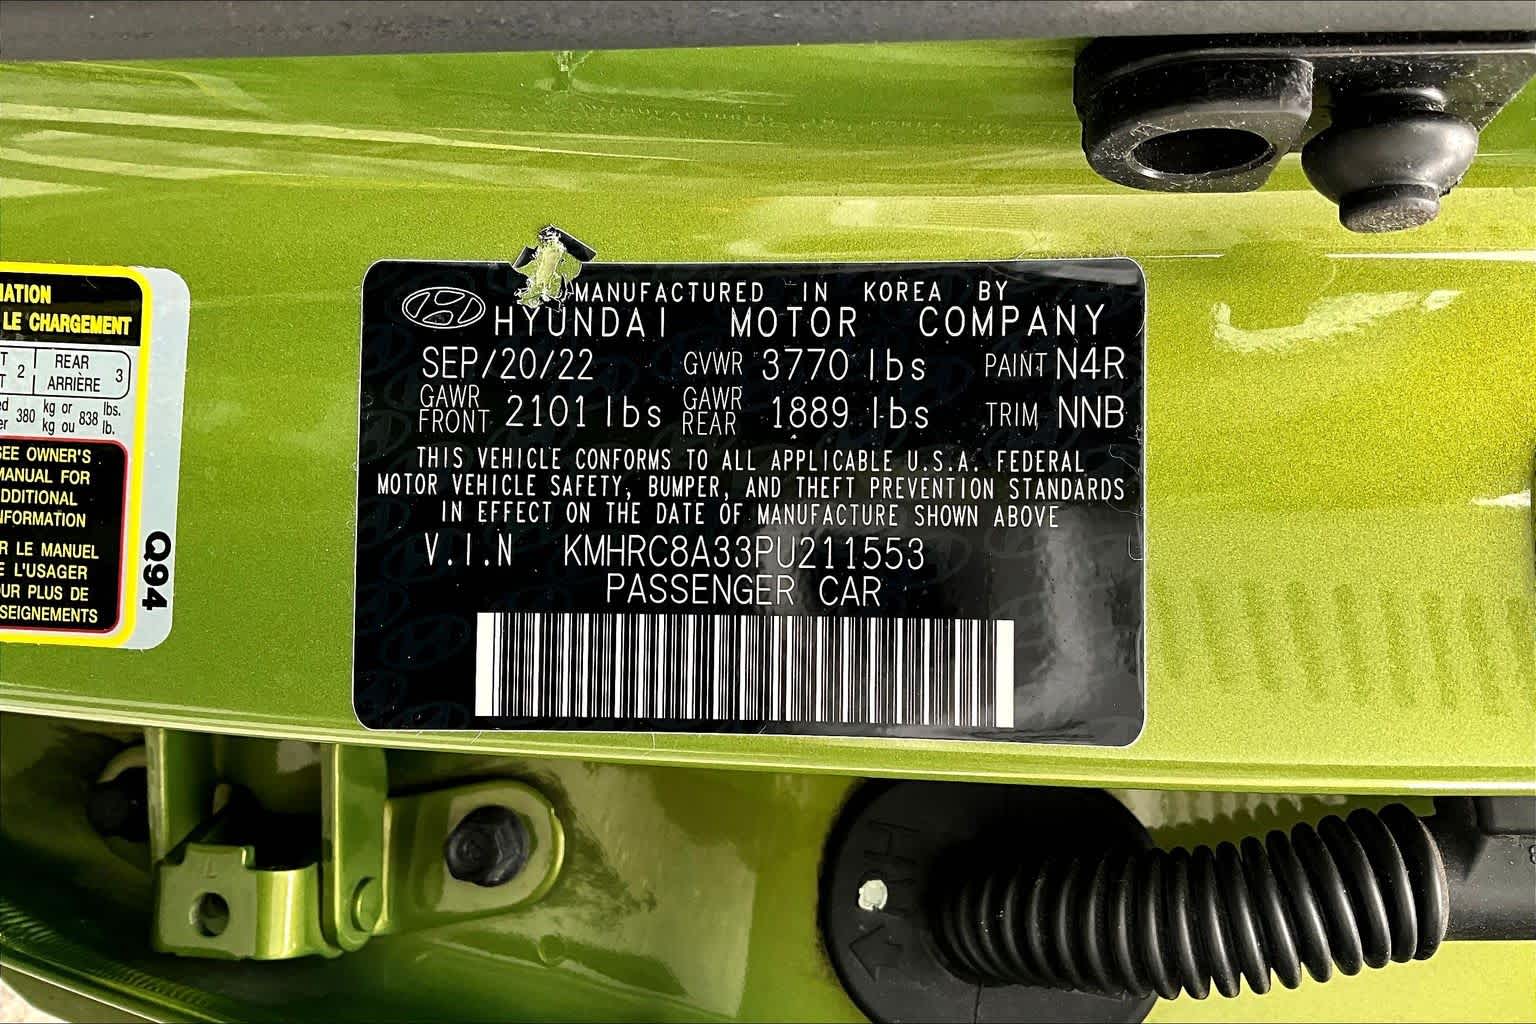 MANUFACTURED IN KOREA BY
HYUNDAI MOTOR COMPANY
SEP/20/22 GVWR 3770 lbs PAINT N4R
GAWR FRONT 2101 lbs GAWR REAR 1889 lbs TRIM NNB
THIS VEHICLE CONFORMS TO ALL APPLICABLE U.S.A. FEDERAL
MOTOR VEHICLE SAFETY, BUMPER, AND THEFT PREVENTION STANDARDS
IN EFFECT ON THE DATE OF MANUFACTURE SHOWN ABOVE
V.I.N KMHRC8A33PU211553
PASSENGER CAR
LE CHARGEMENT
2 REAR
ARRIÈRE 3
380 kg or 838 lbs.
kg ou lb.
SEE OWNER'S
MANUAL FOR
ADDITIONAL
INFORMATION
LE MANUEL
L'USAGER
PLUS DE
Q94